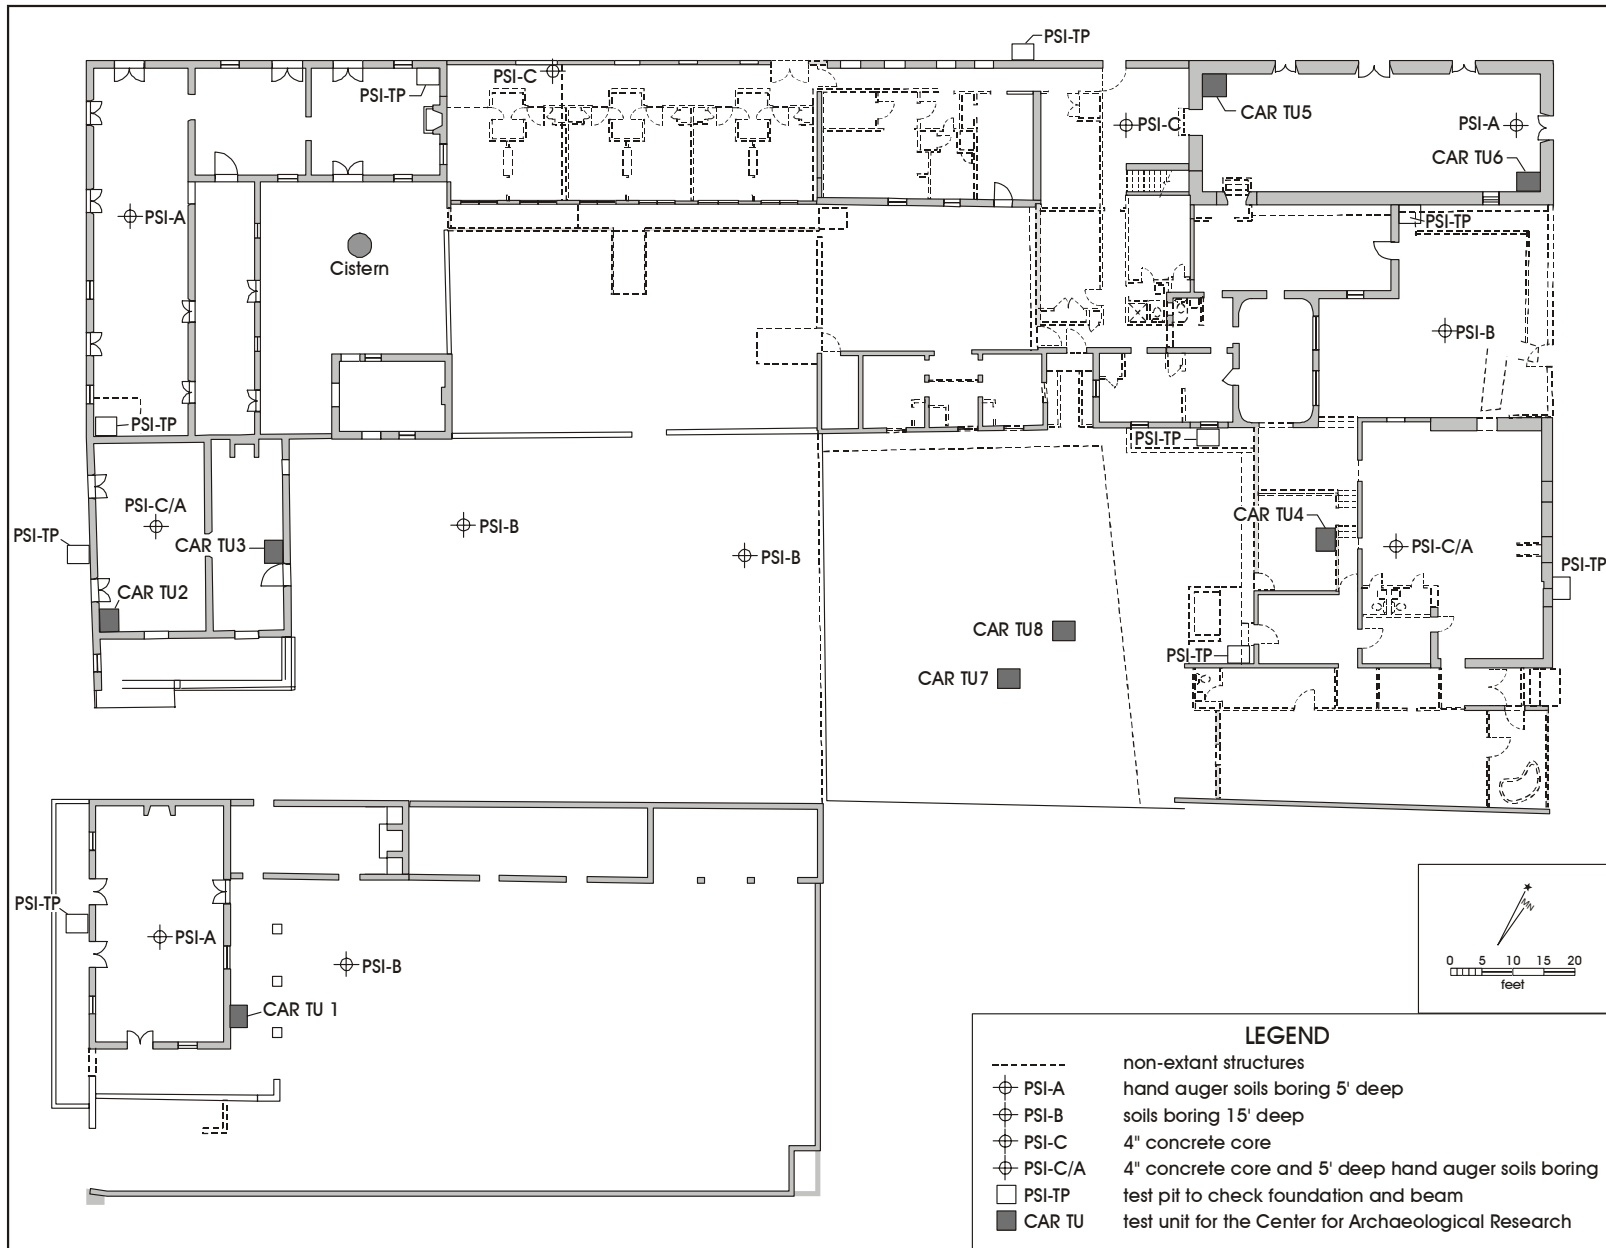 PSI-TP
PSI-C
PSI-TP
CAR TU5
PSI-C
PSI-A
CAR TU6
PSI-A
PSI-TP
Cistern
PSI-B
PSI-TP
PSI-TP
PSI-C/A
CAR TU4
PSI-B
PSI-TP
CAR TU3
PSI-B
PSI-C/A
PSI-TP
CAR TU2
CAR TU8
PSI-TP
CAR TU7
PSI-TP
PSI-A
PSI-B
CAR TU 1
MN
0 5 10 15 20
feet
LEGEND
non-extant structures
PSI-A hand auger soils boring 5' deep
PSI-B soils boring 15' deep
PSI-C 4" concrete core
PSI-C/A 4" concrete core and 5' deep hand auger soils boring
PSI-TP test pit to check foundation and beam
CAR TU test unit for the Center for Archaeological Research